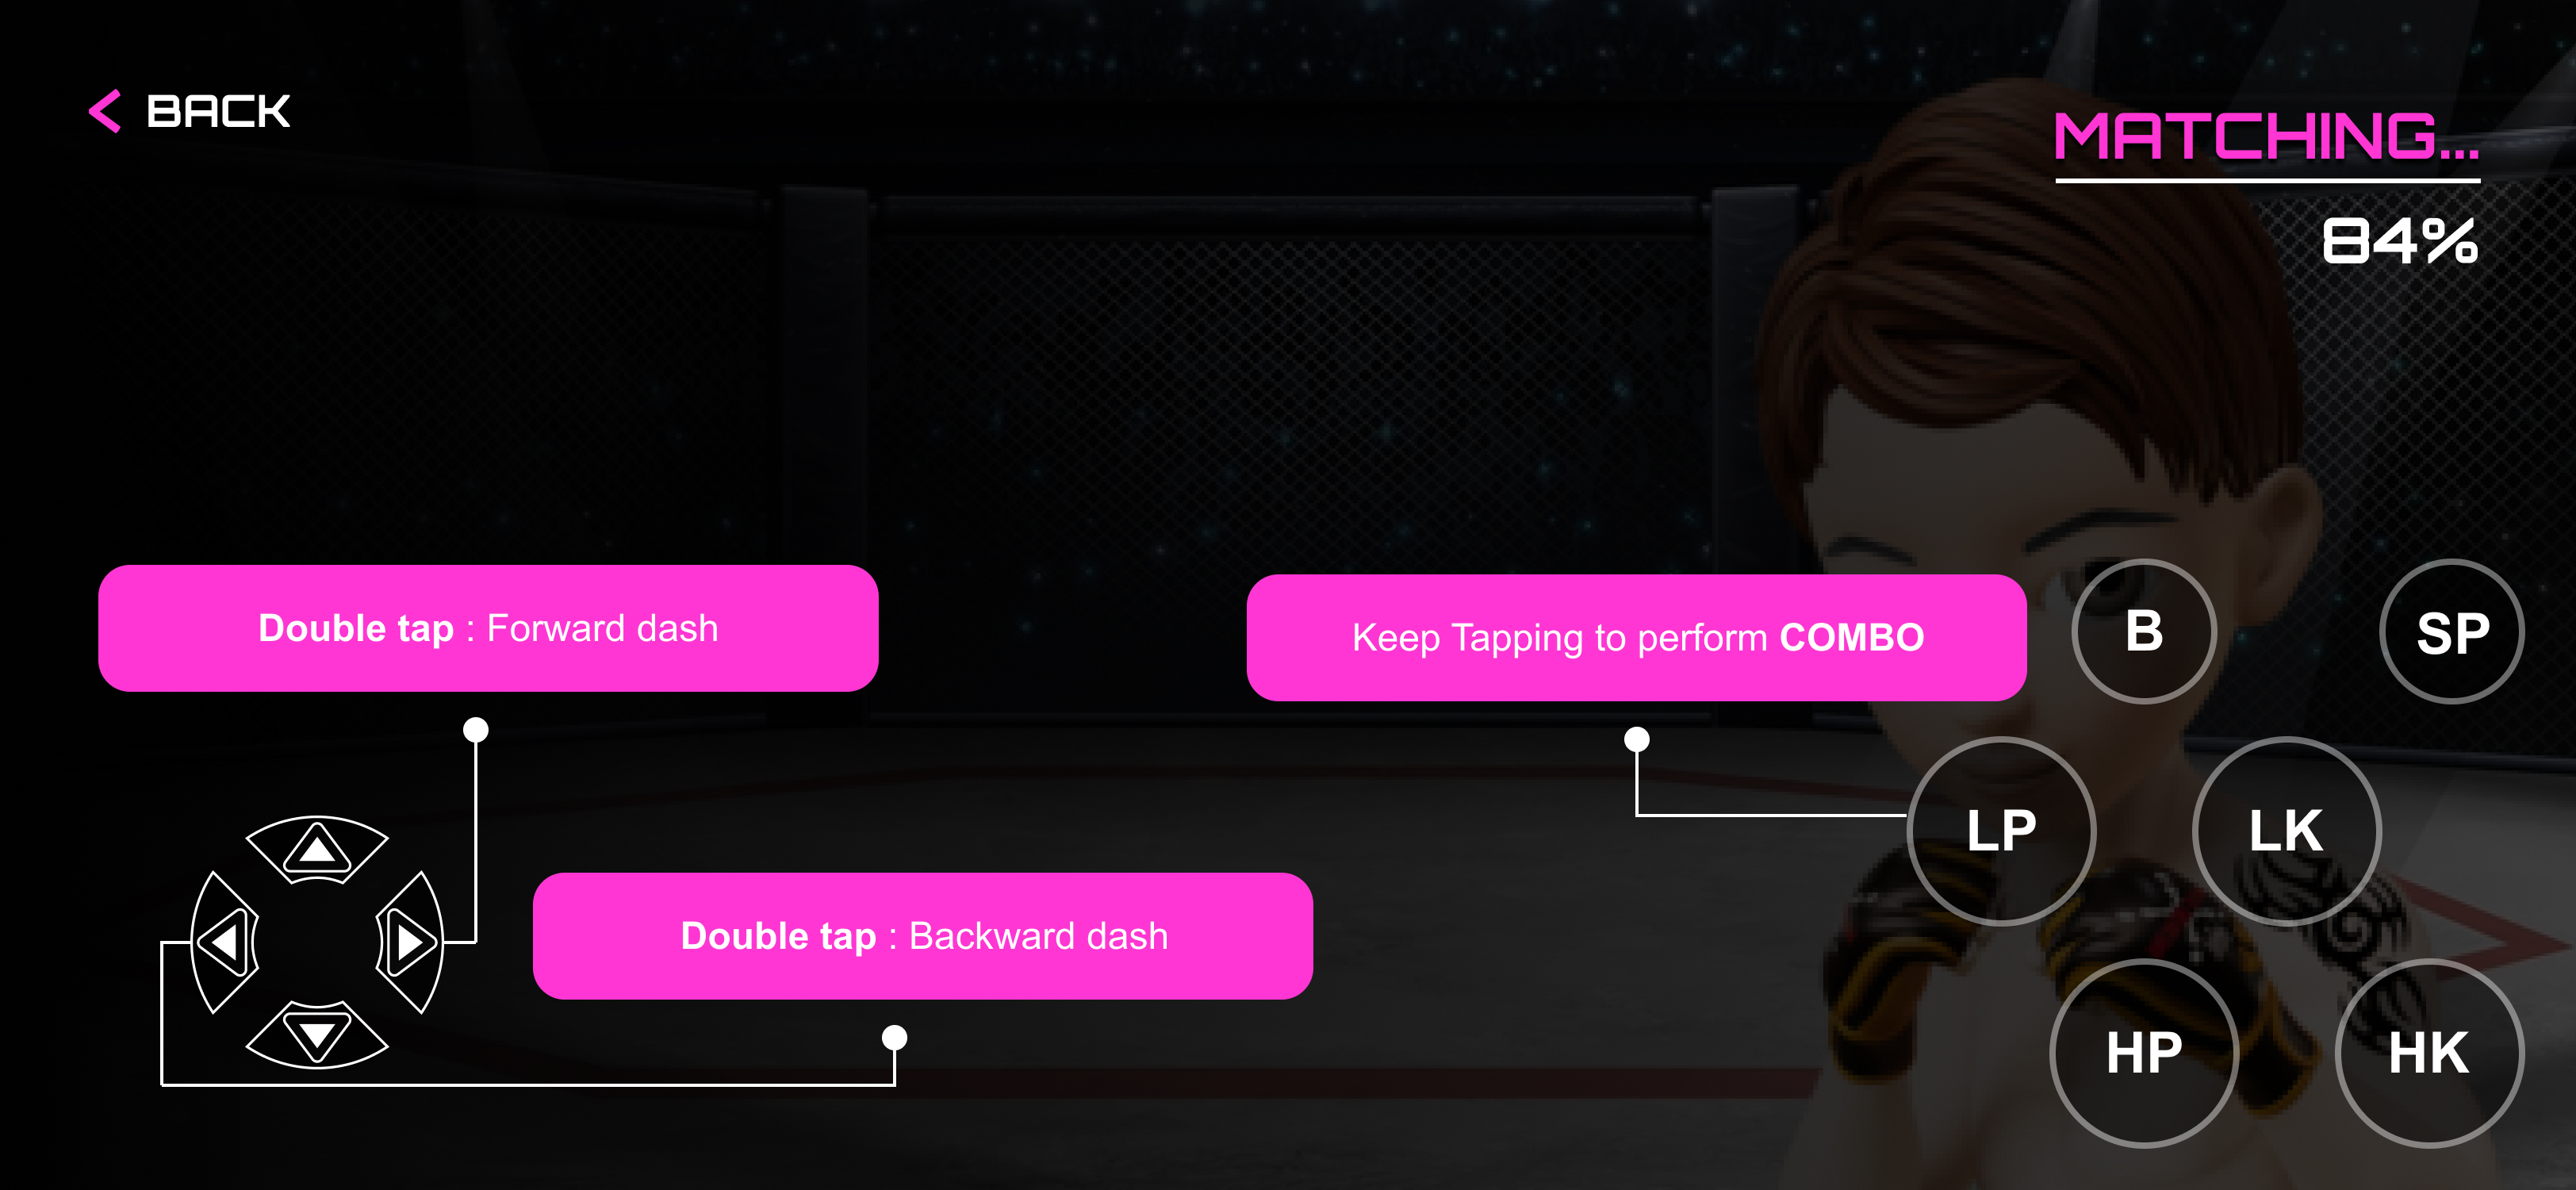 BACK
MATCHING...
84%
Double tap : Forward dash
Keep Tapping to perform COMBO
B
SP
LP
LK
Double tap : Backward dash
HP
HK